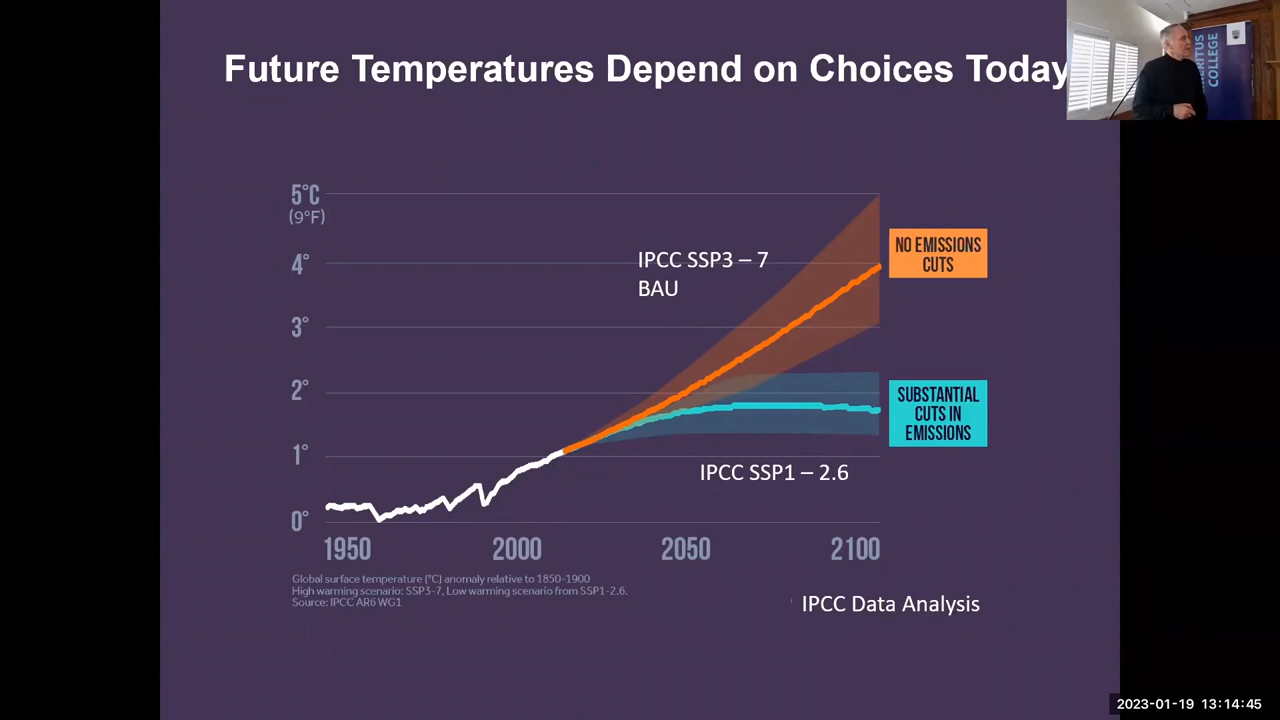 Future Temperatures Depend on Choices Today
COLLEGE
5°C
(9°F)
4°
3°
2°
1°
0°
IPCC SSP3 – 7
BAU
NO EMISSIONS
CUTS
SUBSTANTIAL
CUTS IN
EMISSIONS
IPCC SSP1 – 2.6
1950 2000 2050 2100
Global surface temperature (°C) anomaly relative to 1850-1900
High warming scenario: SSP3-7, Low warming scenario from SSP1-2.6.
Source: IPCC AR6 WG1
IPCC Data Analysis
2023-01-19 13:14:45